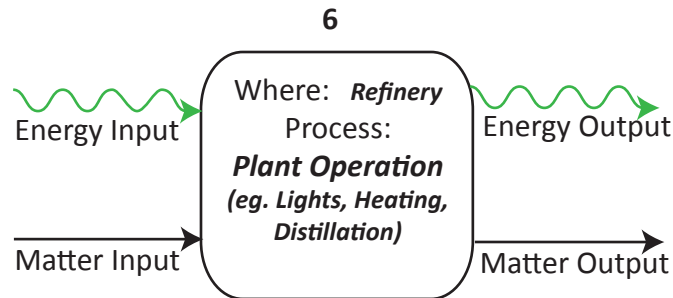 6
Where: Refinery
Process:
Plant Operation
(eg. Lights, Heating,
Distillation)
Energy Input
Energy Output
Matter Input
Matter Output